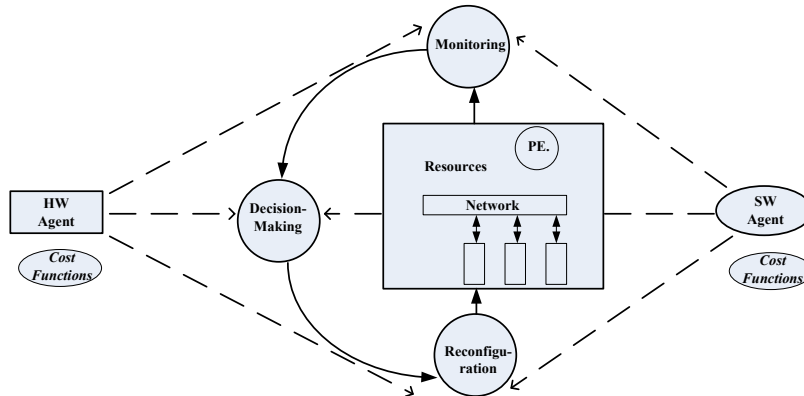 Monitoring
PE.
Resources
HW
Agent
Decision-
Making
Network
SW
Agent
Cost
Functions
Cost
Functions
Reconfigu-
ration